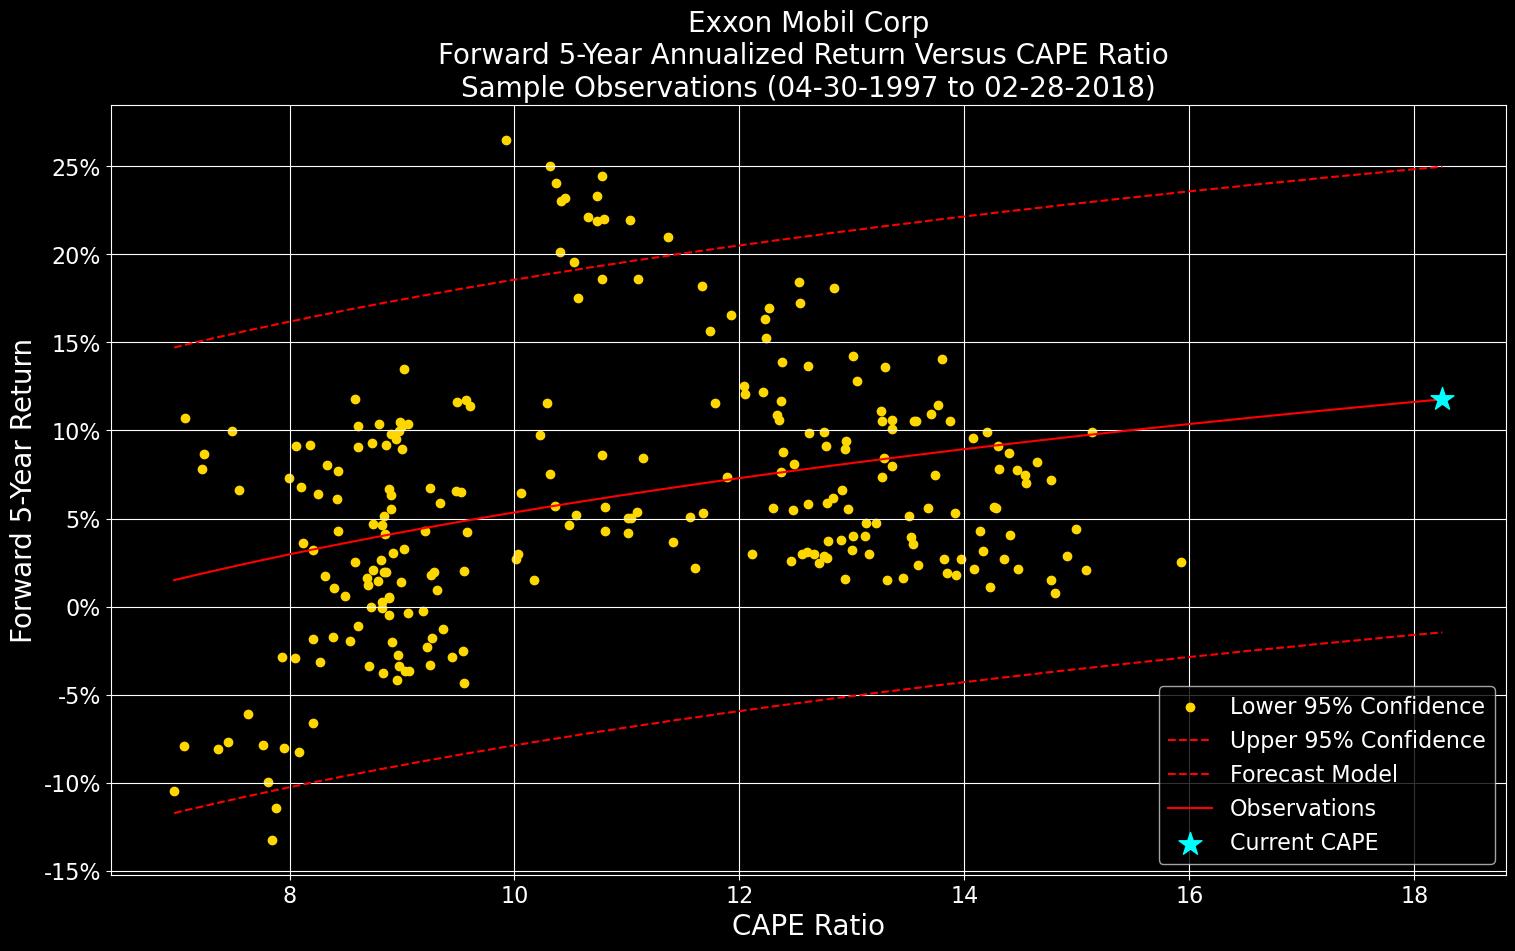 Exxon Mobil Corp
Forward 5-Year Annualized Return Versus CAPE Ratio
Sample Observations (04-30-1997 to 02-28-2018)
Forward 5-Year Return
25%
20%
15%
10%
5%
0%
-5%
-10%
-15%
8 10 12 14 16 18
CAPE Ratio
Lower 95% Confidence
Upper 95% Confidence
Forecast Model
Observations
Current CAPE